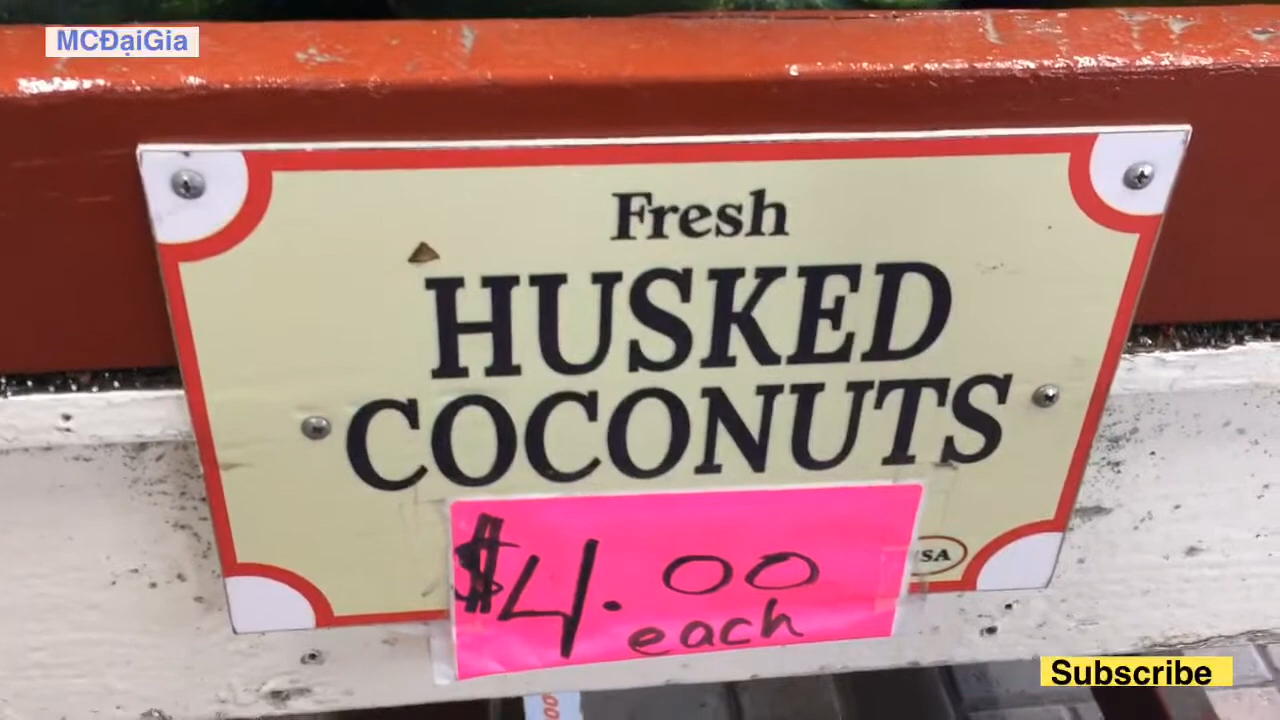 MCĐạiGia
Fresh
HUSKED
COCONUTS
$4.00
each
Subscribe